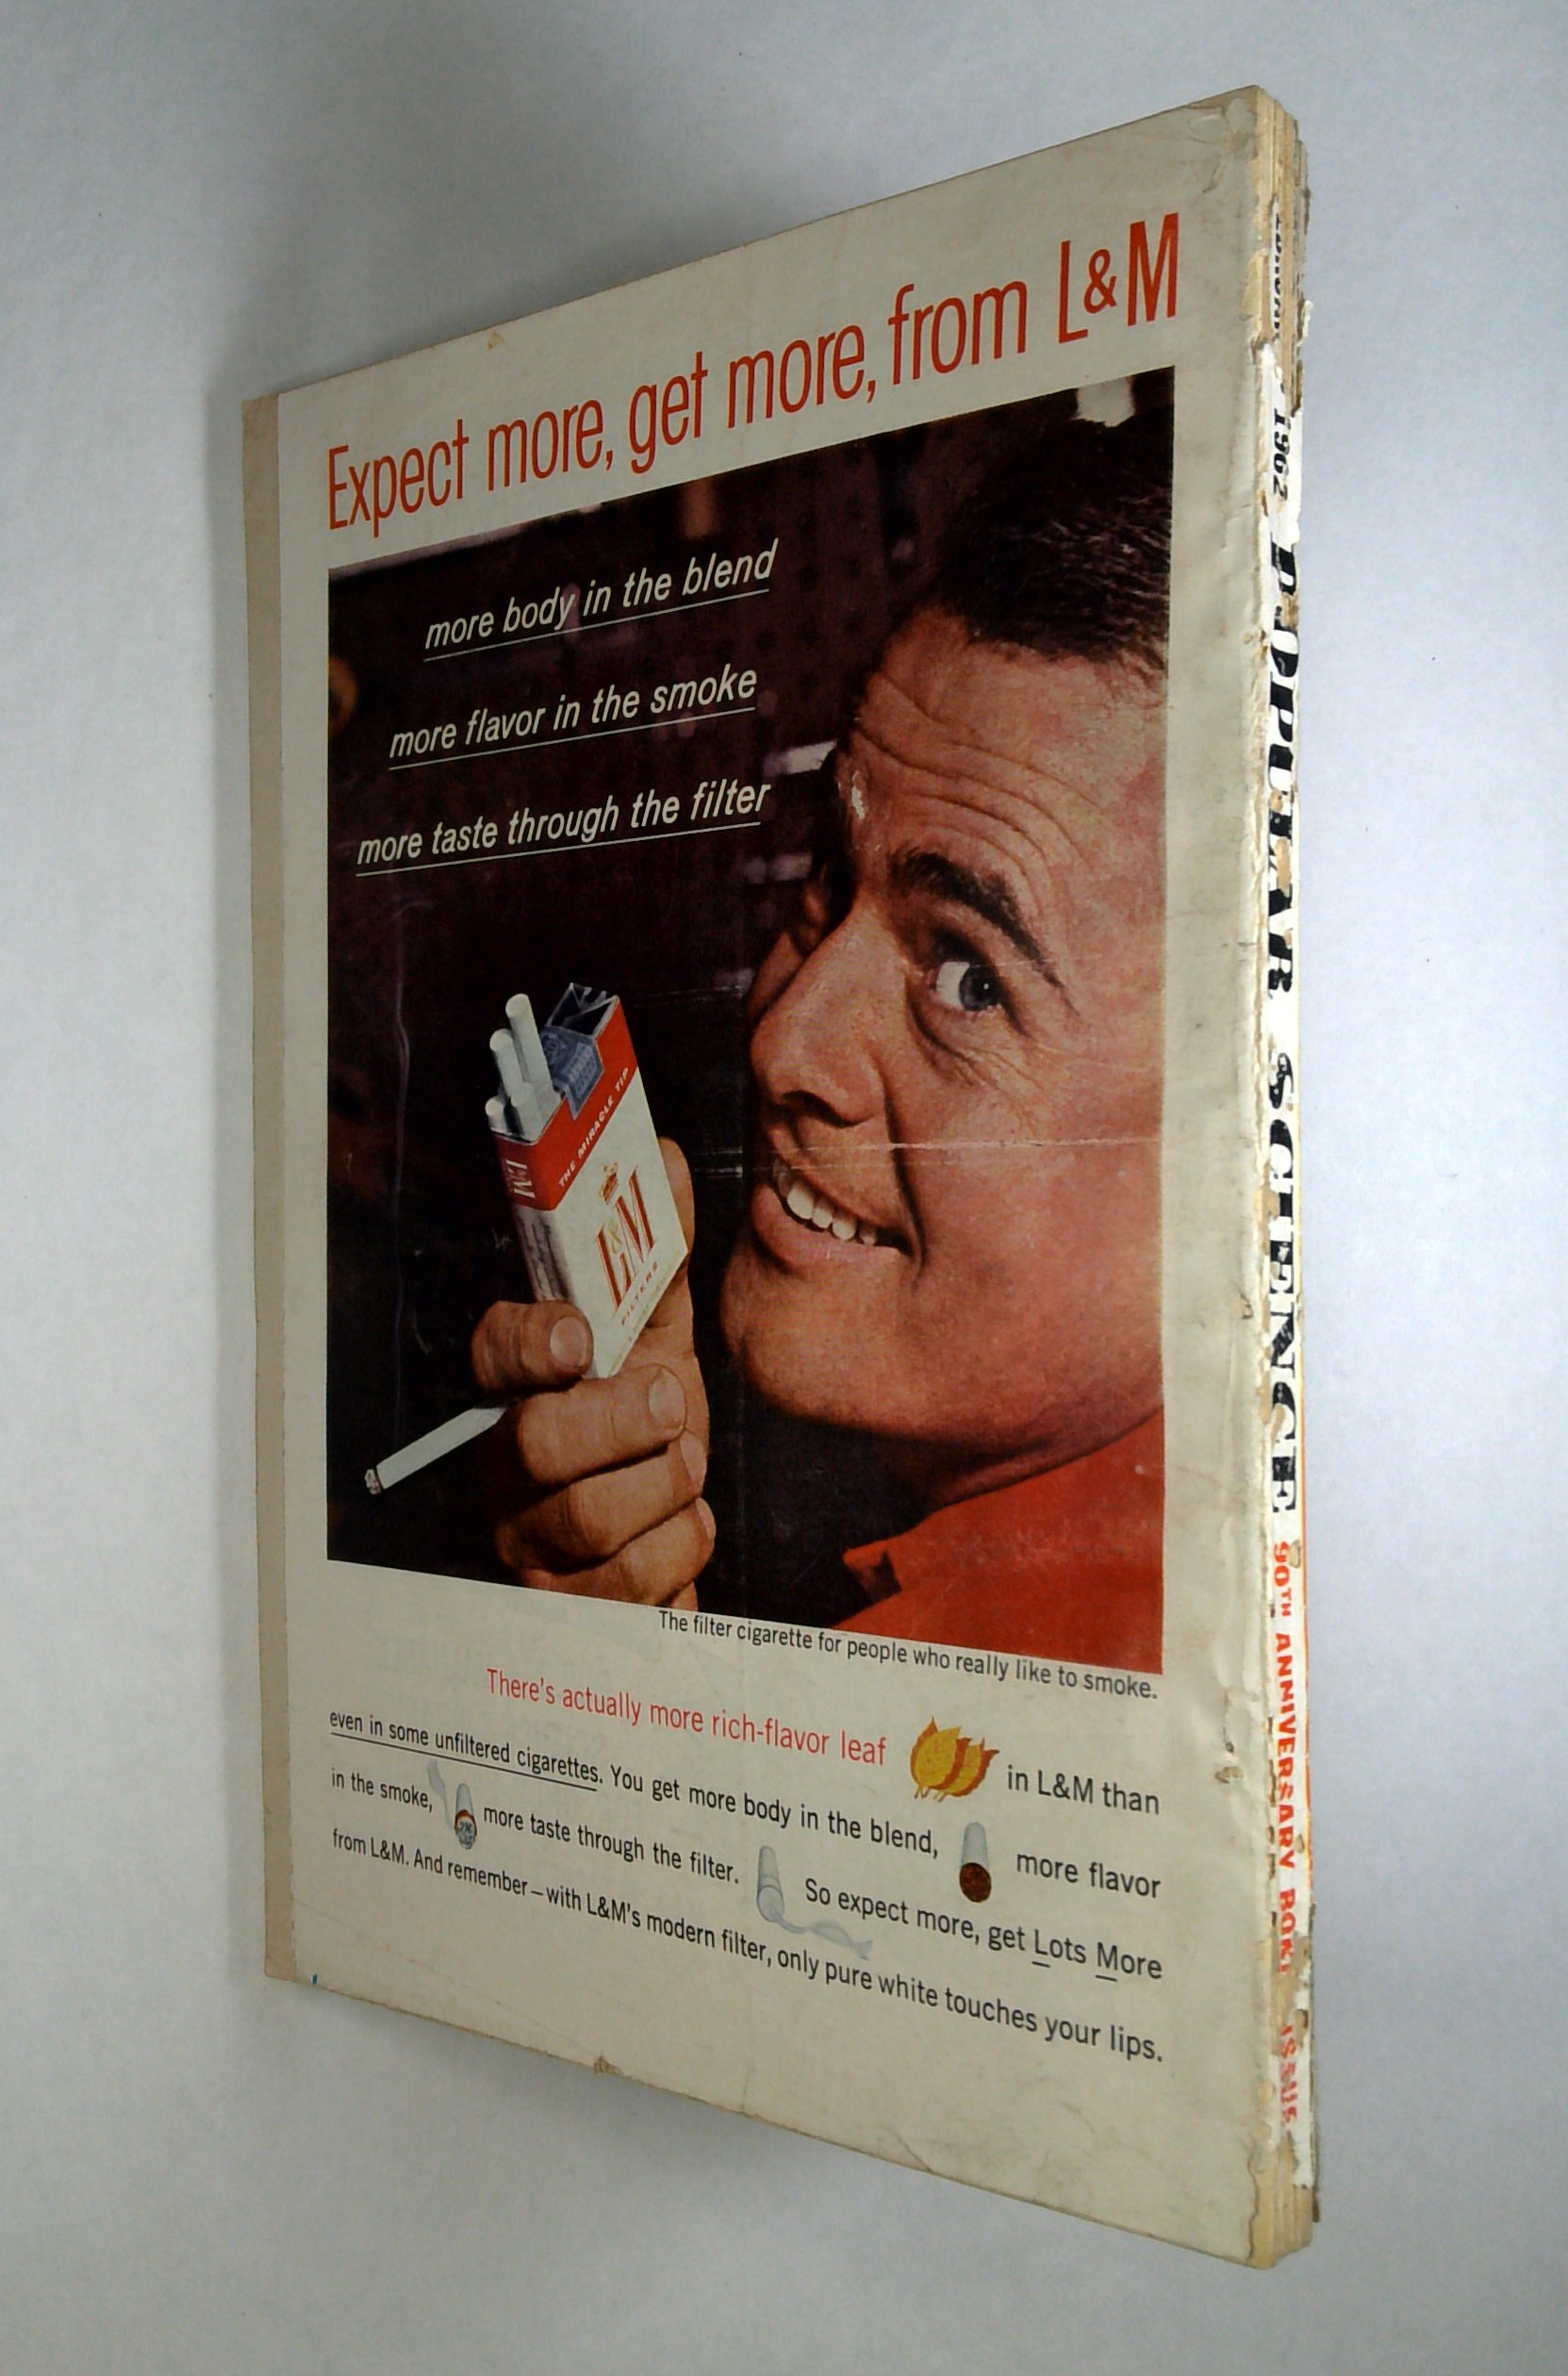 Expect more, get more, from L&M
more body in the blend
more flavor in the smoke
more taste through the filter
THE MIRACLE TIP
L&M
L&M
FILTERS
The filter cigarette for people who really like to smoke.
There's actually more rich-flavor leaf in L&M than
even in some unfiltered cigarettes. You get more body in the blend, more flavor
in the smoke, more taste through the filter. So expect more, get Lots More
from L&M. And remember—with L&M's modern filter, only pure white touches your lips.
1962 POPULAR SCIENCE 90TH ANNIVERSARY ISSUE